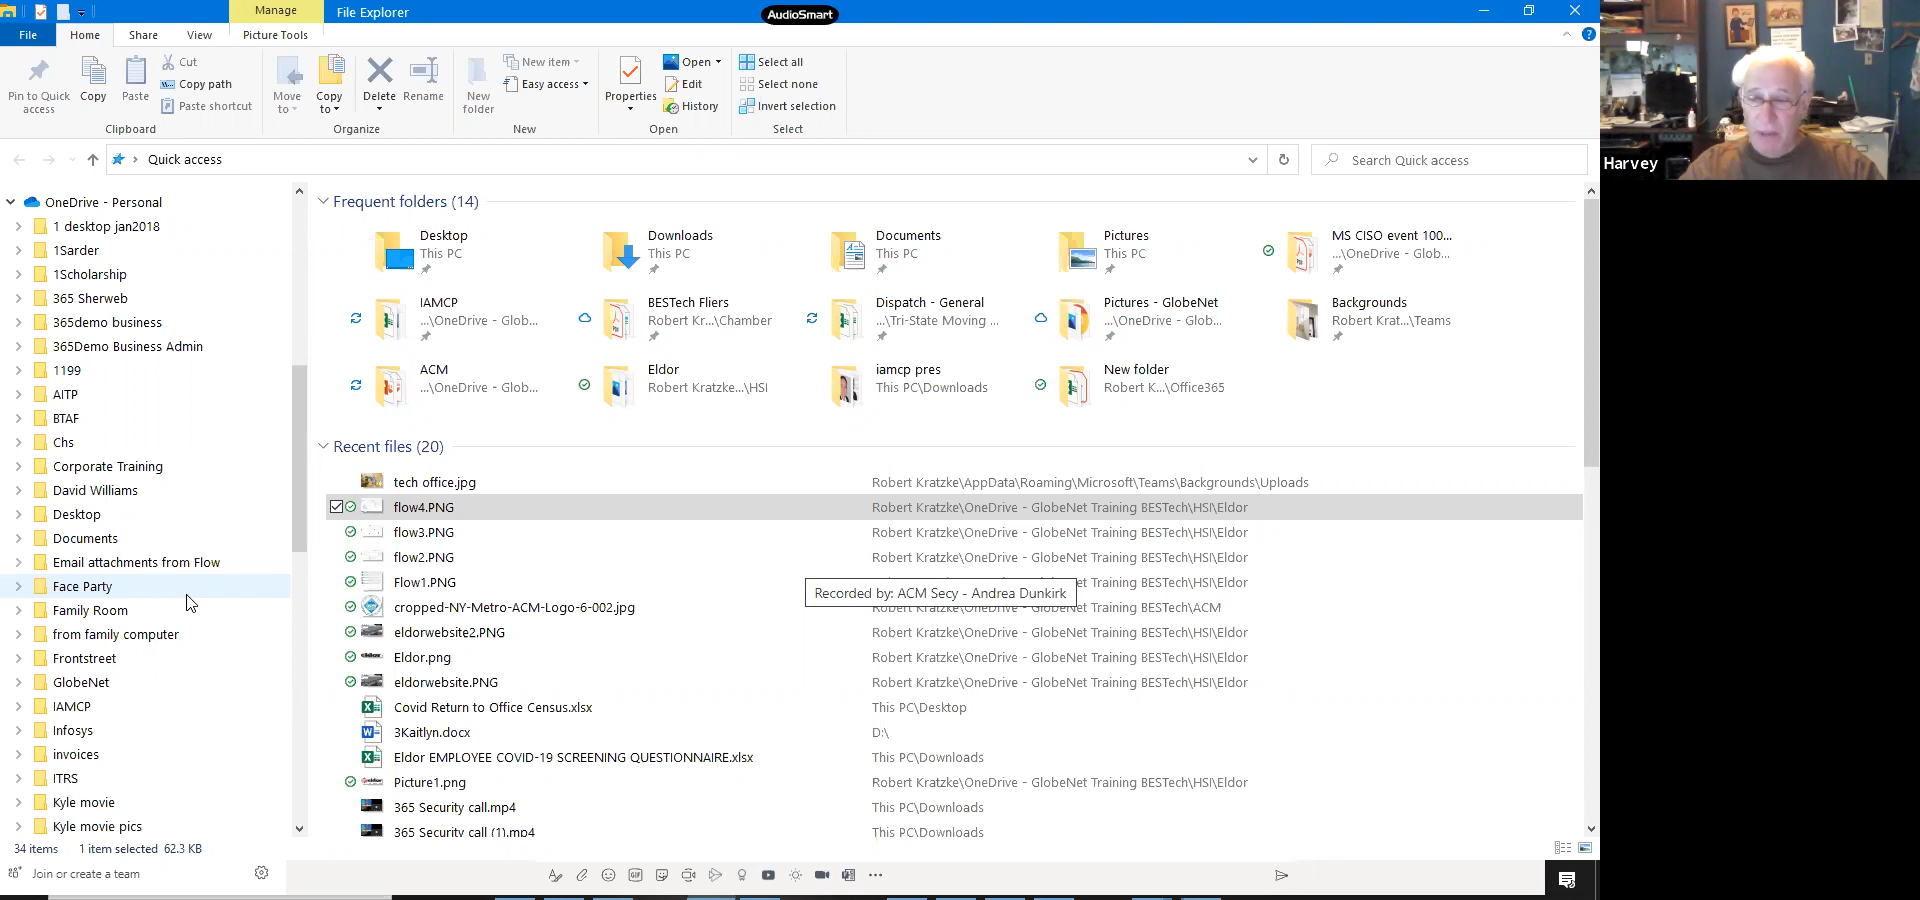 Manage
File Explorer
AudioSmart
File
Home
Share
View
Picture Tools
Pin to Quick access
Copy
Paste
Cut
Copy path
Paste shortcut
Clipboard
Move to
Copy to
Delete
Rename
Organize
New folder
New item
Easy access
New
Properties
Open
Edit
History
Open
Select all
Select none
Invert selection
Select
Quick access
Search Quick access
Harvey
OneDrive - Personal
1 desktop jan2018
1Sarder
1Scholarship
365 Sherweb
365demo business
365Demo Business Admin
1199
AITP
BTAF
Chs
Corporate Training
David Williams
Desktop
Documents
Email attachments from Flow
Face Party
Family Room
from family computer
Frontstreet
GlobeNet
IAMCP
Infosys
invoices
ITRS
Kyle movie
Kyle movie pics
Frequent folders (14)
Desktop
This PC
Downloads
This PC
Documents
This PC
Pictures
This PC
MS CISO event 100...
...\OneDrive - Glob...
IAMCP
...\OneDrive - Glob...
BESTech Fliers
Robert Kr...\Chamber
Dispatch - General
...\Tri-State Moving ...
Pictures - GlobeNet
...\OneDrive - Glob...
Backgrounds
Robert Krat...\Teams
ACM
...\OneDrive - Glob...
Eldor
Robert Kratzke...\HSI
iamcp pres
This PC\Downloads
New folder
Robert K...\Office365
Recent files (20)
tech office.jpg Robert Kratzke\AppData\Roaming\Microsoft\Teams\Backgrounds\Uploads
flow4.PNG Robert Kratzke\OneDrive - GlobeNet Training BESTech\HSI\Eldor
flow3.PNG Robert Kratzke\OneDrive - GlobeNet Training BESTech\HSI\Eldor
flow2.PNG Robert Kratzke\OneDrive - GlobeNet Training BESTech\HSI\Eldor
Flow1.PNG ech\HSI\Eldor
Recorded by: ACM Secy - Andrea Dunkirk
cropped-NY-Metro-ACM-Logo-6-002.jpg Robert Kratzke\OneDrive - GlobeNet Training BESTech\ACM
eldorwebsite2.PNG Robert Kratzke\OneDrive - GlobeNet Training BESTech\HSI\Eldor
Eldor.png Robert Kratzke\OneDrive - GlobeNet Training BESTech\HSI\Eldor
eldorwebsite.PNG Robert Kratzke\OneDrive - GlobeNet Training BESTech\HSI\Eldor
Covid Return to Office Census.xlsx This PC\Desktop
3Kaitlyn.docx D:\
Eldor EMPLOYEE COVID-19 SCREENING QUESTIONNAIRE.xlsx This PC\Downloads
Picture1.png Robert Kratzke\OneDrive - GlobeNet Training BESTech\HSI\Eldor
365 Security call.mp4 This PC\Downloads
365 Security call (1).mp4 This PC\Downloads
34 items 1 item selected 62.3 KB
Join or create a team
GIF